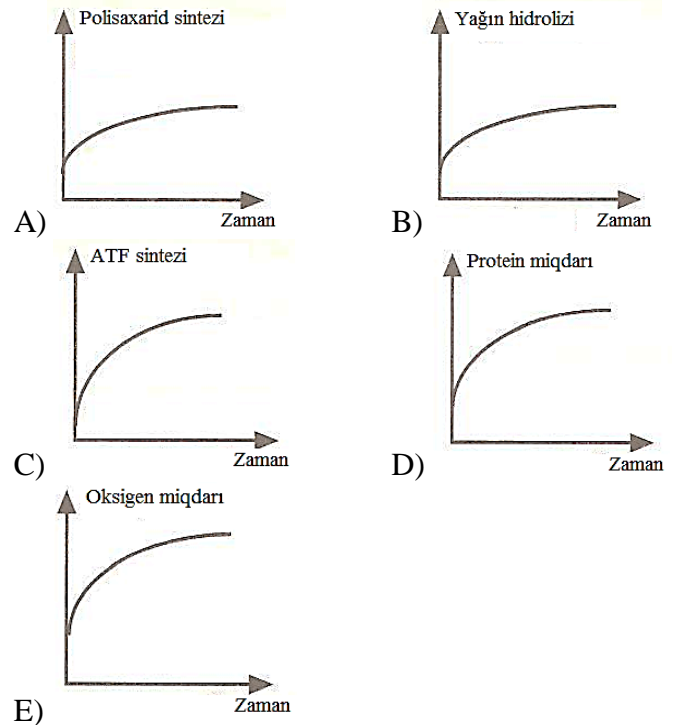 Polisaxarid sintezi
Zaman
A)
Yağın hidrolizi
Zaman
B)
ATF sintezi
Zaman
C)
Protein miqdarı
Zaman
D)
Oksigen miqdarı
Zaman
E)